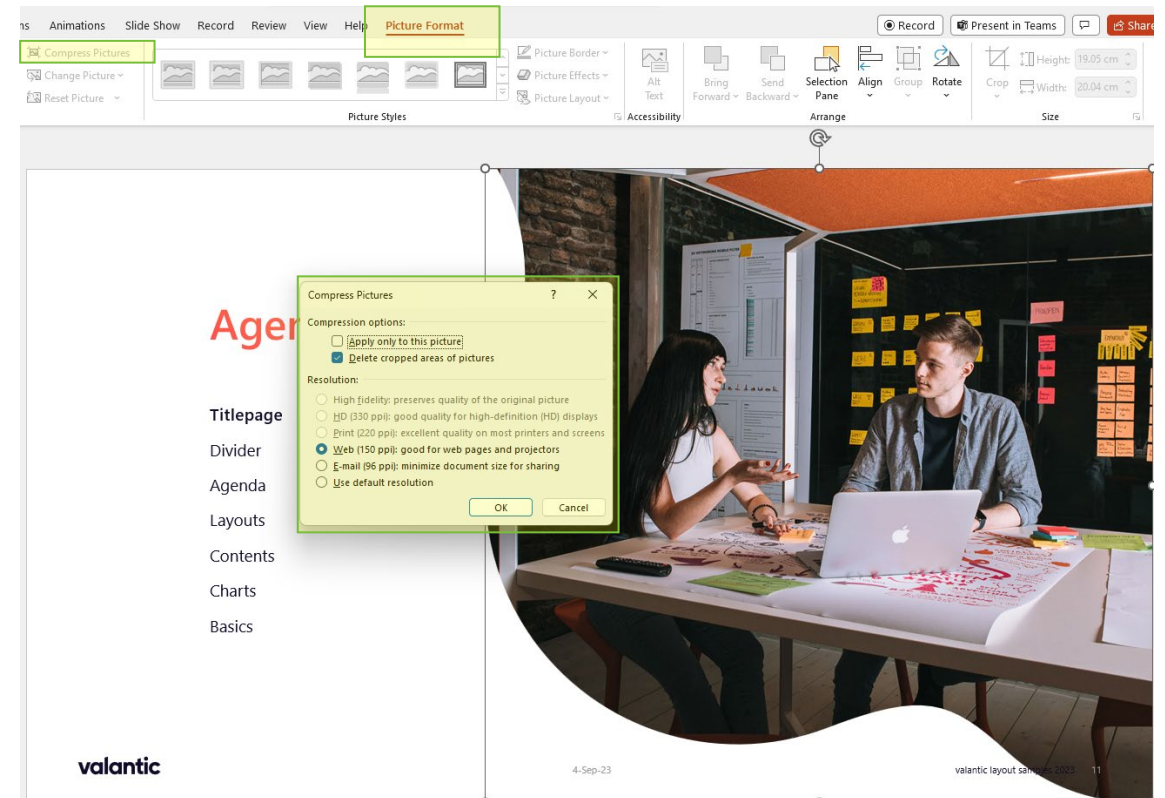 ns Animations Slide Show Record Review View Help Picture Format Record Present in Teams Share
Compress Pictures
Change Picture
Reset Picture
Picture Border
Picture Effects
Picture Layout
Alt Text
Bring Forward
Send Backward
Selection Pane
Align
Group
Rotate
Crop
Height: 19.05 cm
Width: 20.04 cm
Picture Styles Accessibility Arrange Size
Compress Pictures ?
Compression options:
Apply only to this picture
Delete cropped areas of pictures
Resolution:
High fidelity: preserves quality of the original picture
HD (330 ppi): good quality for high-definition (HD) displays
Print (220 ppi): excellent quality on most printers and screens
Web (150 ppi): good for web pages and projectors
E-mail (96 ppi): minimize document size for sharing
Use default resolution
OK Cancel
Agen
Titlepage
Divider
Agenda
Layouts
Contents
Charts
Basics
valantic
4-Sep-23
valantic layout samples 2023 11